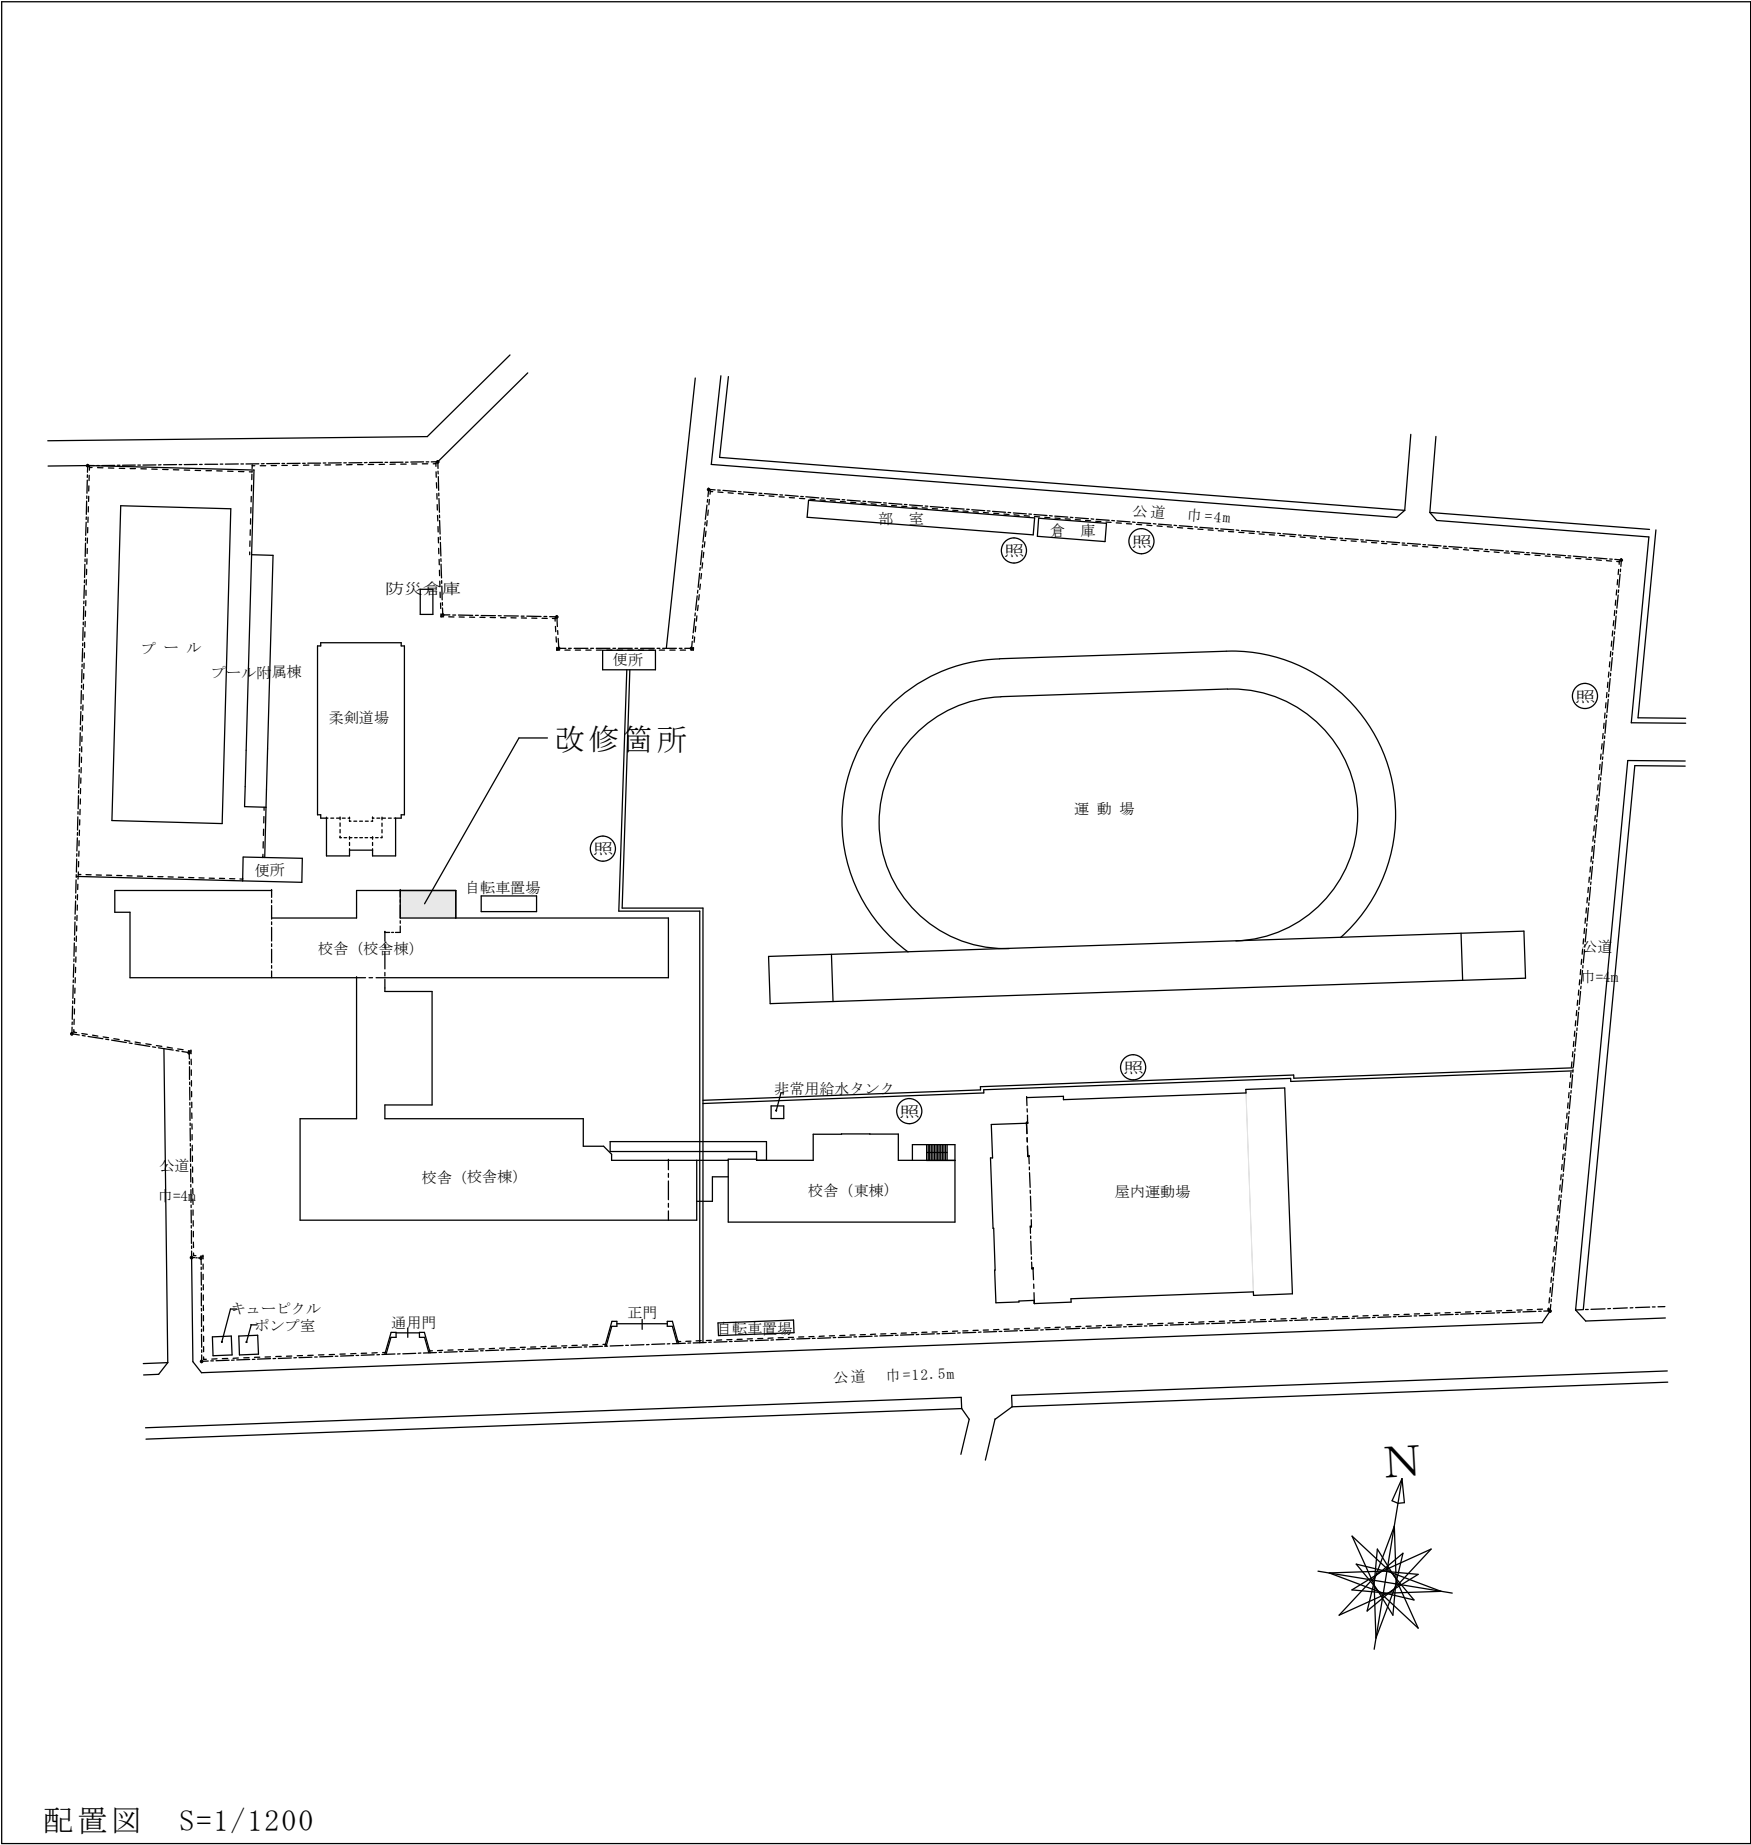 公道 巾=4m
部 室
倉 庫
照
照
防災倉庫
プ ー ル
プール附属棟
便所
照
柔剣道場
改修箇所
運 動 場
照
便所
自転車置場
校舎 (校舎棟)
公道
巾=4m
照
非常用給水タンク
照
公道
巾=4m
校舎 (校舎棟)
校舎 (東棟)
屋内運動場
キュービクル
ポンプ室
通用門
正門
自転車置場
公道 巾=12.5m
N
配置図 S=1/1200